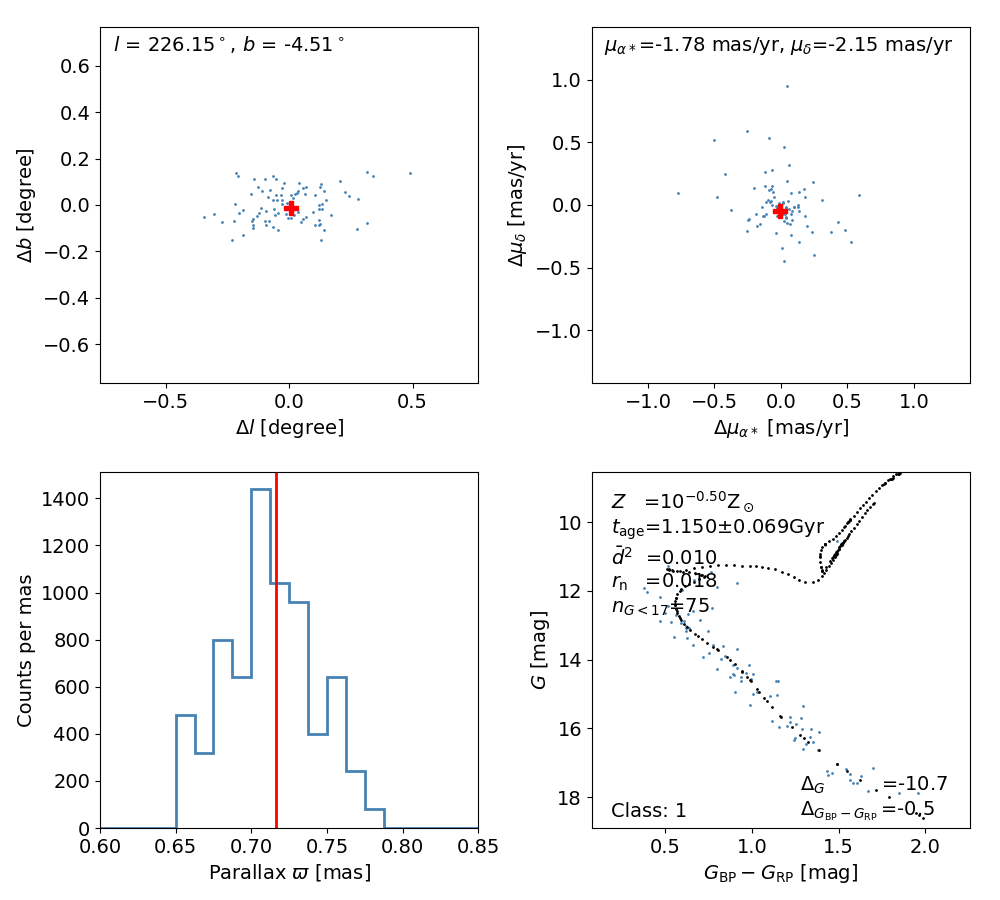 l = 226.15°, b = -4.51°
0.6
0.4
0.2
0.0
−0.2
−0.4
−0.6
Δb [degree]
−0.5 0.0 0.5
Δl [degree]
μα∗=-1.78 mas/yr, μδ=-2.15 mas/yr
1.0
0.5
0.0
−0.5
−1.0
Δμδ [mas/yr]
−1.0 −0.5 0.0 0.5 1.0
Δμα∗ [mas/yr]
1400
1200
1000
800
600
400
200
0
Counts per mas
0.60 0.65 0.70 0.75 0.80 0.85
Parallax ϖ [mas]
Z =10^−0.50 Z⊙
tage=1.150±0.069Gyr
d̄² =0.010
rn =0.018
nG<17=75
10
12
14
16
18
G [mag]
ΔG =-10.7
Class: 1 ΔGBP−GRP=-0.5
0.5 1.0 1.5 2.0
GBP − GRP [mag]